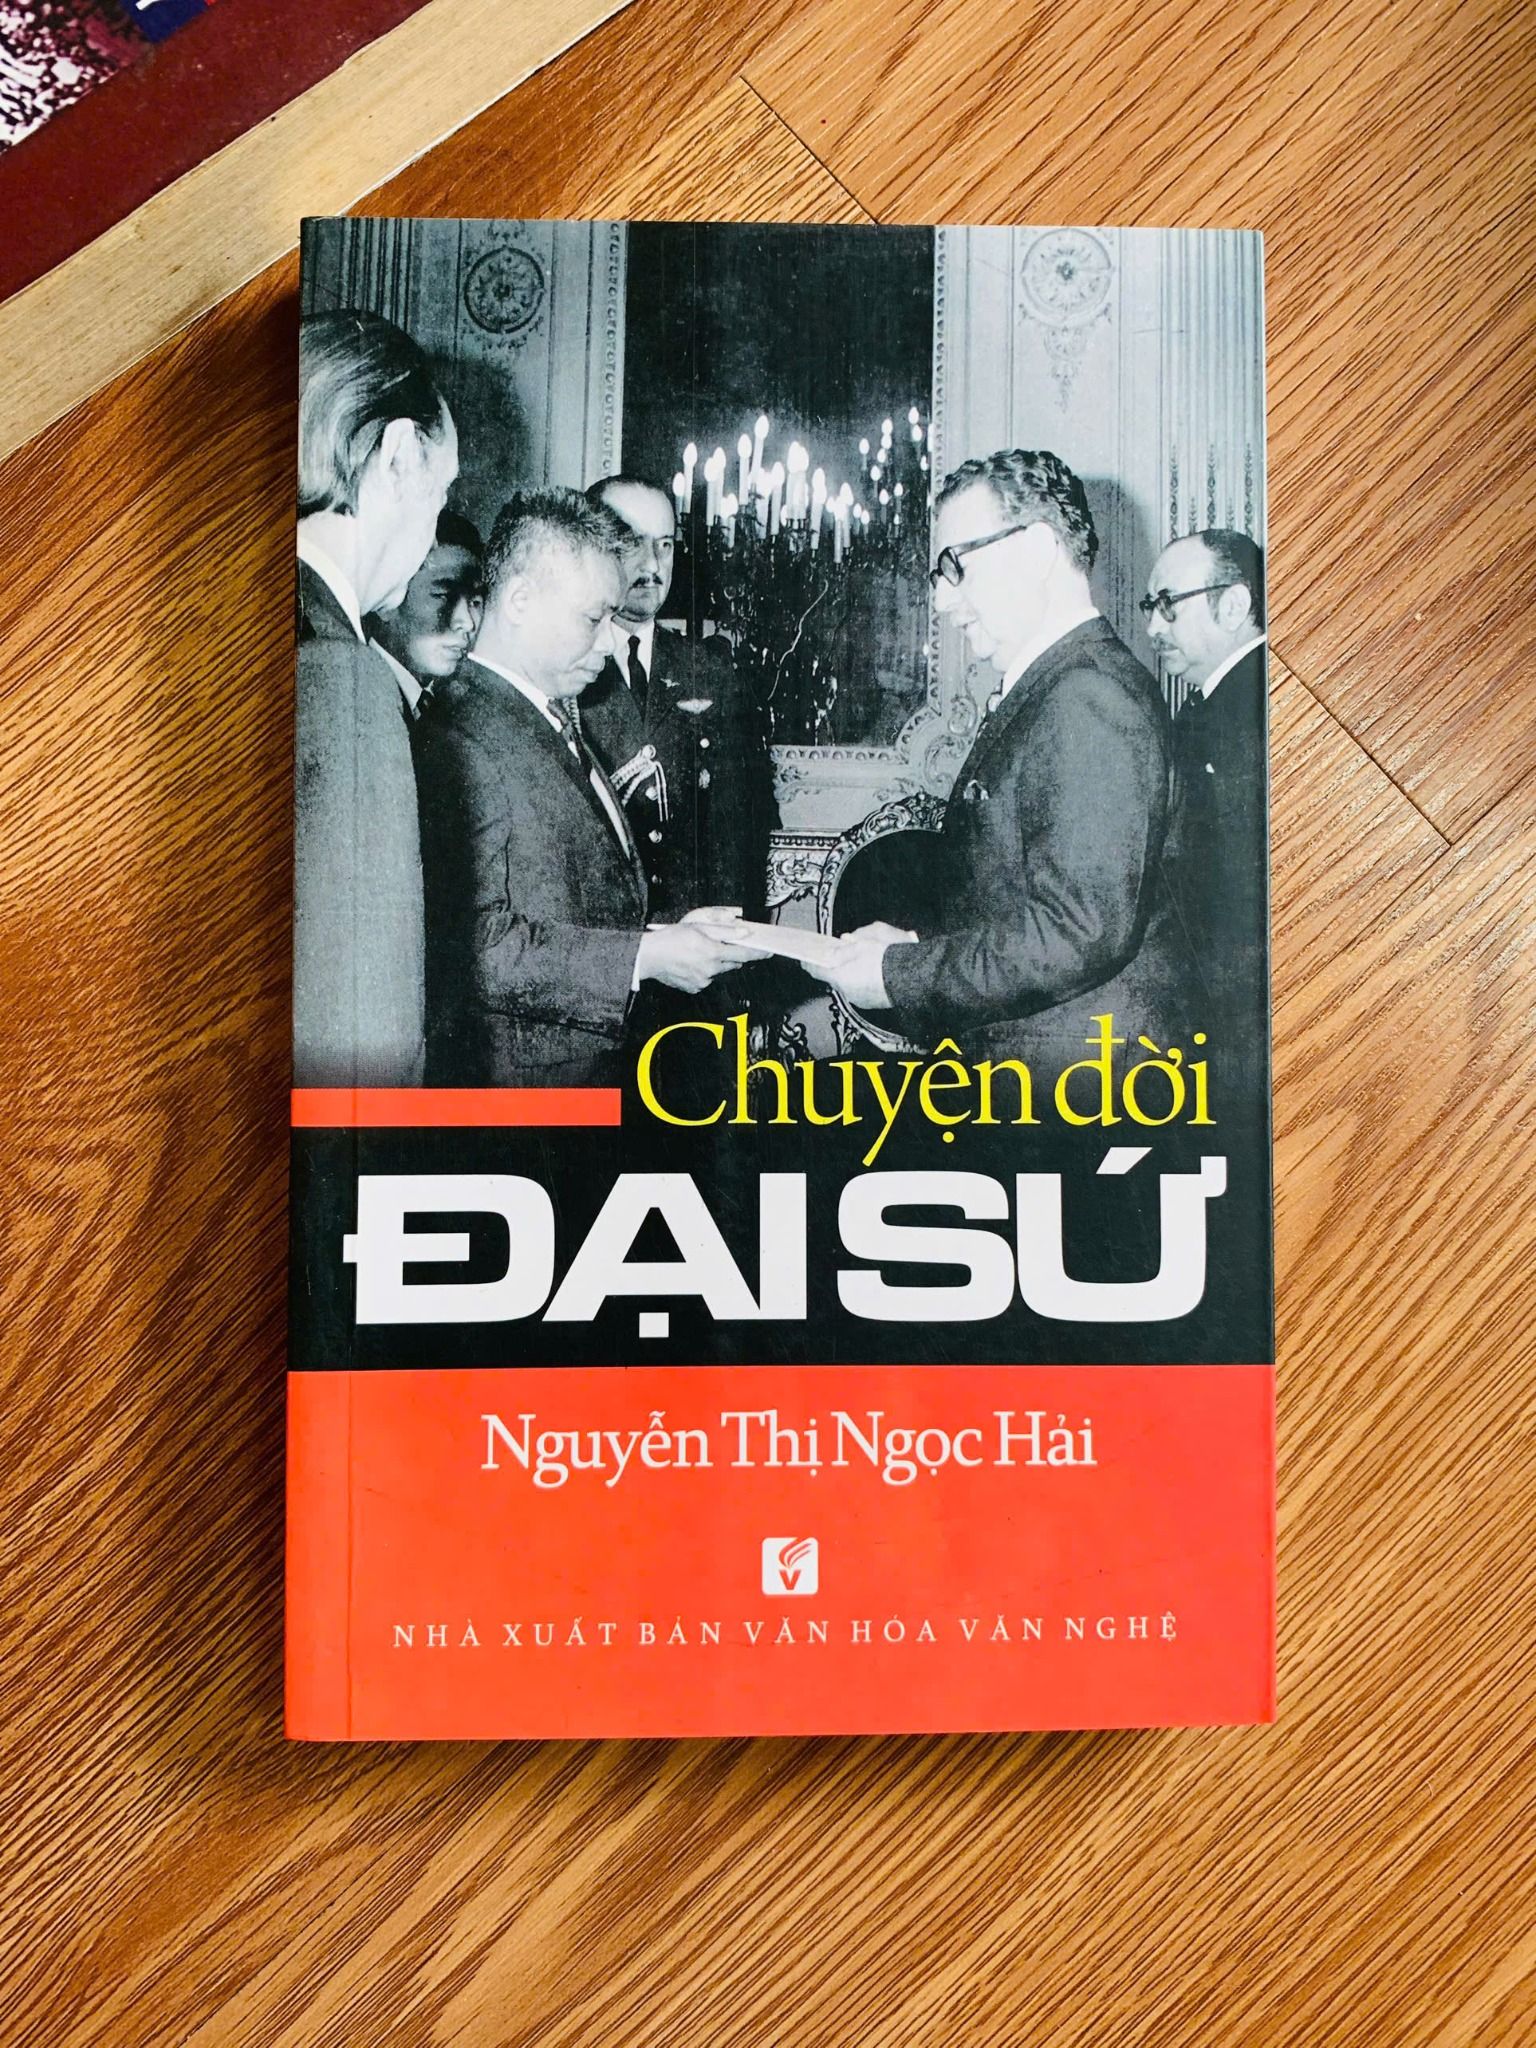 Chuyện đời
ĐẠI SỨ
Nguyễn Thị Ngọc Hải
V
NHÀ XUẤT BẢN VĂN HÓA VĂN NGHỆ